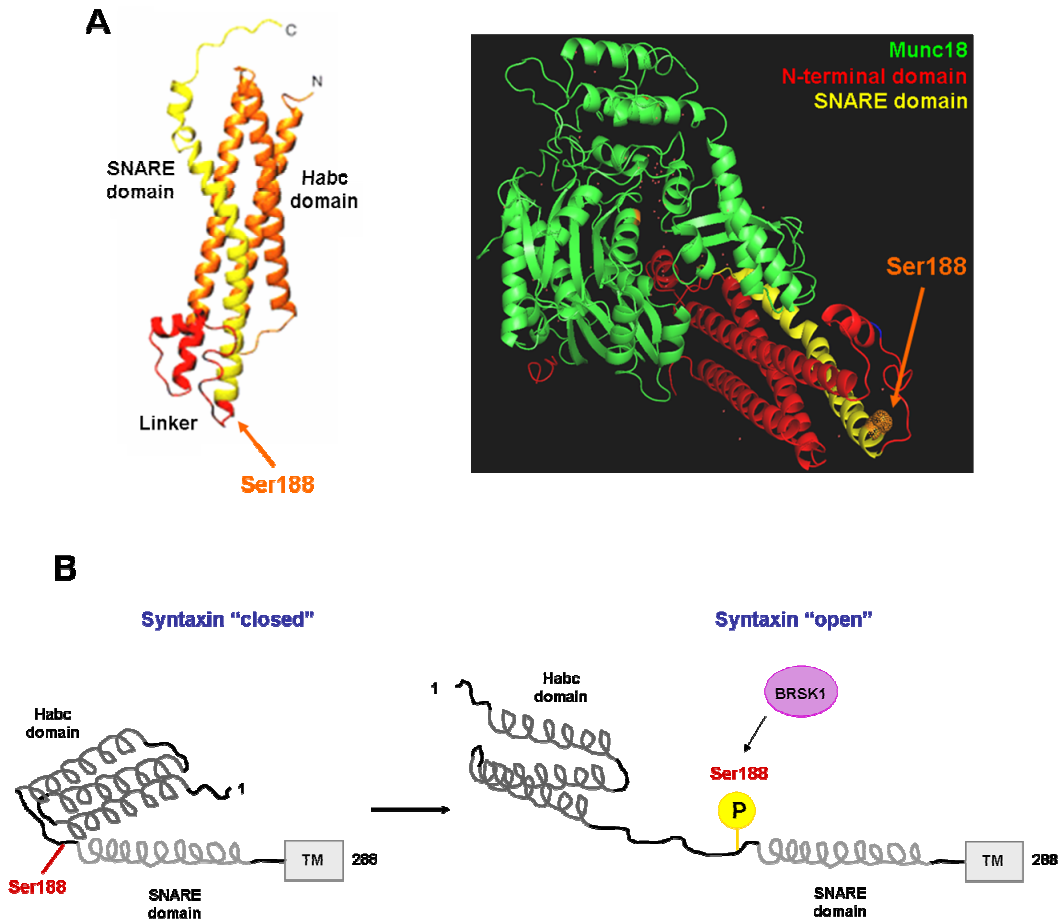 A
C
N
SNARE
domain
Habc
domain
Linker
Ser188
Munc18
N-terminal domain
SNARE domain
Ser188
B
Syntaxin “closed”
Habc
domain
1
Ser188
SNARE
domain
TM
288
Syntaxin “open”
1
Habc
domain
BRSK1
Ser188
P
SNARE
domain
TM
288